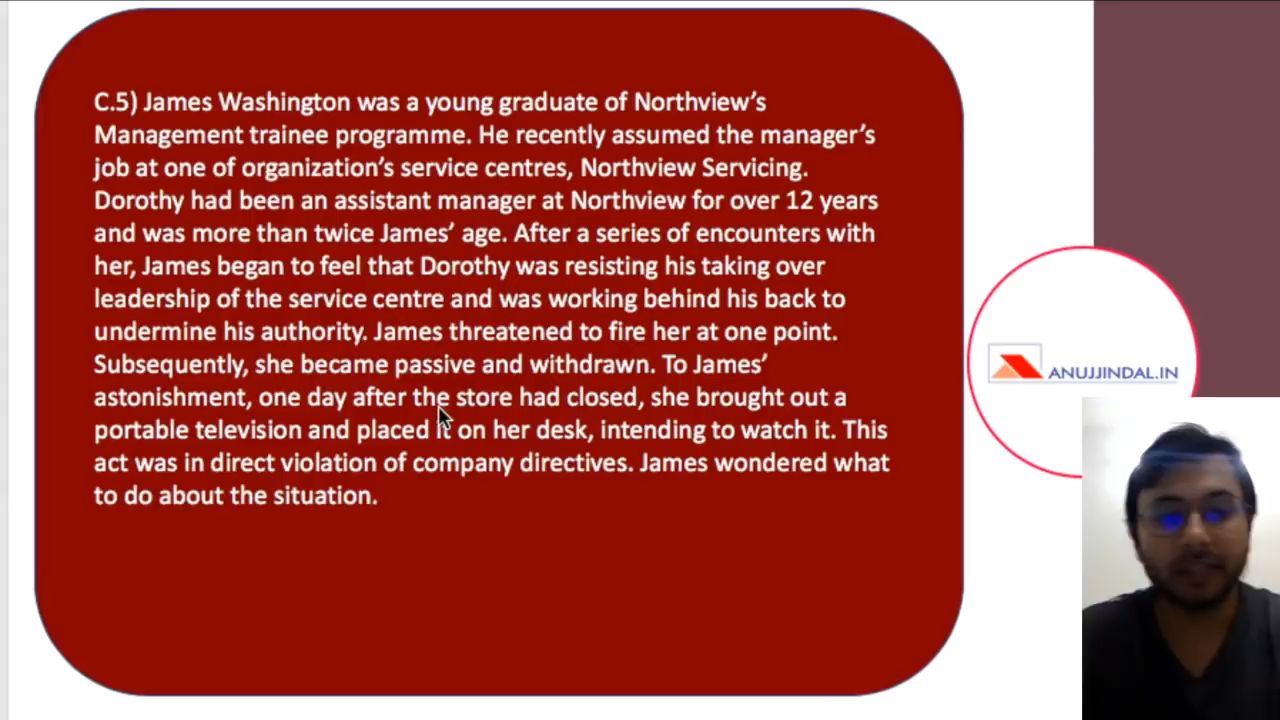 C.5) James Washington was a young graduate of Northview’s
Management trainee programme. He recently assumed the manager’s
job at one of organization’s service centres, Northview Servicing.
Dorothy had been an assistant manager at Northview for over 12 years
and was more than twice James’ age. After a series of encounters with
her, James began to feel that Dorothy was resisting his taking over
leadership of the service centre and was working behind his back to
undermine his authority. James threatened to fire her at one point.
Subsequently, she became passive and withdrawn. To James’
astonishment, one day after the store had closed, she brought out a
portable television and placed it on her desk, intending to watch it. This
act was in direct violation of company directives. James wondered what
to do about the situation.
ANUJJINDAL.IN